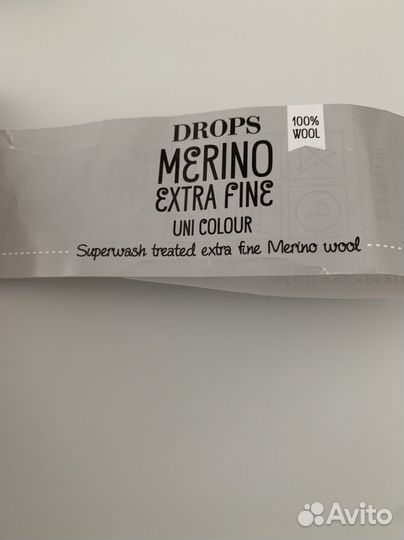 DROPS
100%
WOOL
MERINO
EXTRA FINE
UNI COLOUR
Superwash treated extra fine Merino wool
Avito